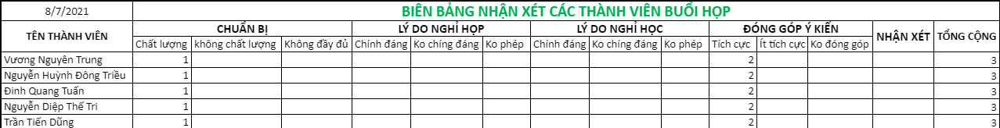 8/7/2021 BIÊN BẢNG NHẬN XÉT CÁC THÀNH VIÊN BUỔI HỌP
TÊN THÀNH VIÊN CHUẨN BỊ LÝ DO NGHỈ HỌP LÝ DO NGHỈ HỌC ĐÓNG GÓP Ý KIẾN NHẬN XÉT TỔNG CỘNG
Chất lượng không chất lượng Không đầy đủ Chính đáng Ko chíng đáng Ko phép Chính đáng Ko chíng đáng Ko phép Tích cực Ít tích cực Ko đóng góp
Vương Nguyên Trung 1 2 3
Nguyễn Huỳnh Đông Triều 1 2 3
Đinh Quang Tuấn 1 2 3
Nguyễn Diệp Thế Tri 1 2 3
Trần Tiến Dũng 1 2 3